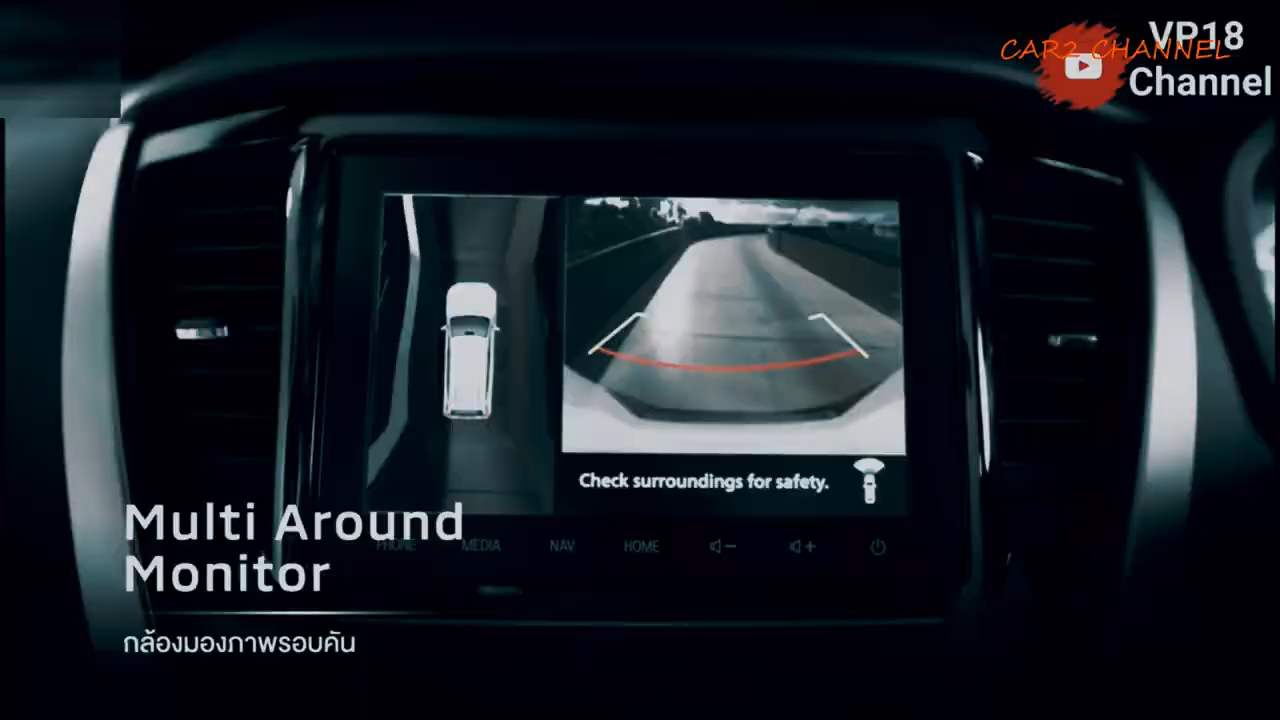 VP18
CAR2 CHANNEL
Channel
Check surroundings for safety.
PHONE MEDIA NAV HOME
Multi Around
Monitor
กล้องมองภาพรอบคัน